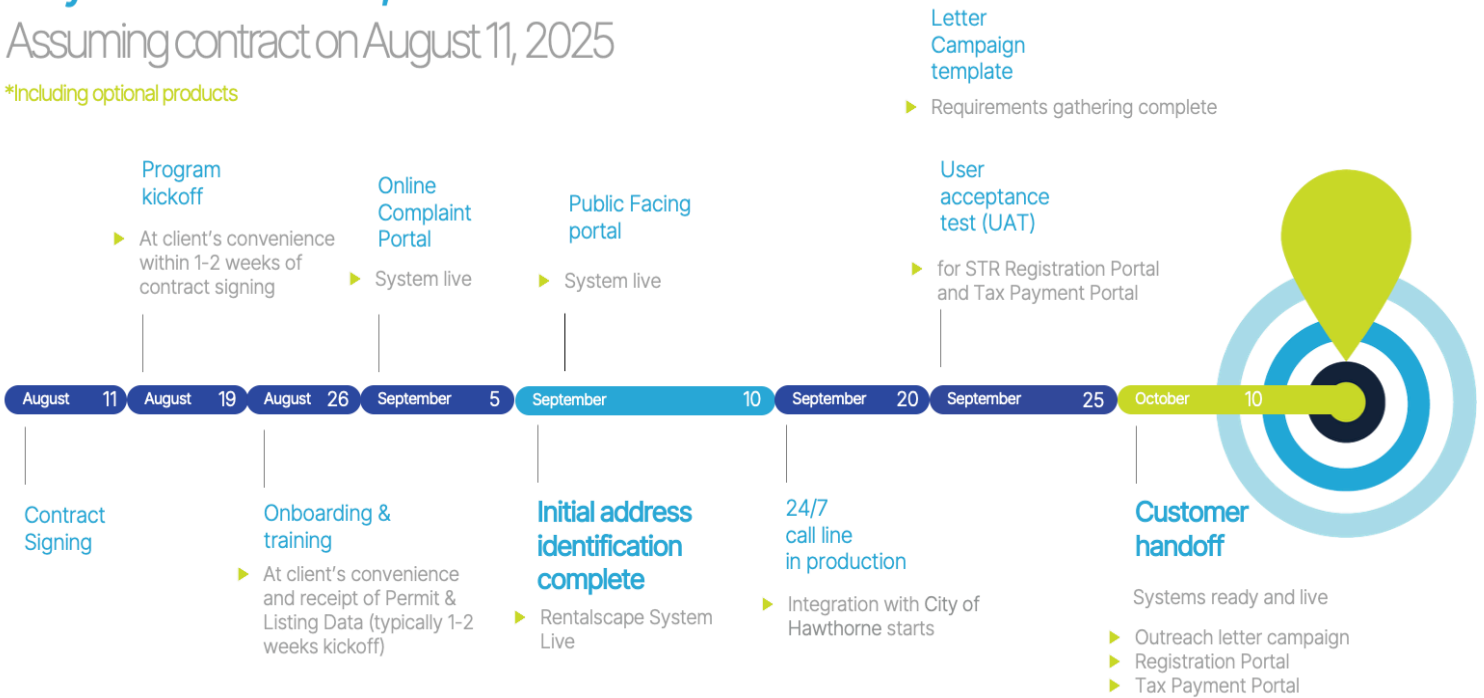 Assuming contract on August 11, 2025
*Including optional products
Letter
Campaign
template
Requirements gathering complete
Program
kickoff
At client's convenience
within 1-2 weeks of
contract signing
Online
Complaint
Portal
System live
Public Facing
portal
System live
User
acceptance
test (UAT)
for STR Registration Portal
and Tax Payment Portal
August 11
August 19
August 26
September 5
September 10
September 20
September 25
October 10
Contract
Signing
Onboarding &
training
At client's convenience
and receipt of Permit &
Listing Data (typically 1-2
weeks kickoff)
Initial address
identification
complete
Rentalscape System
Live
24/7
call line
in production
Integration with City of
Hawthorne starts
Customer
handoff
Systems ready and live
Outreach letter campaign
Registration Portal
Tax Payment Portal